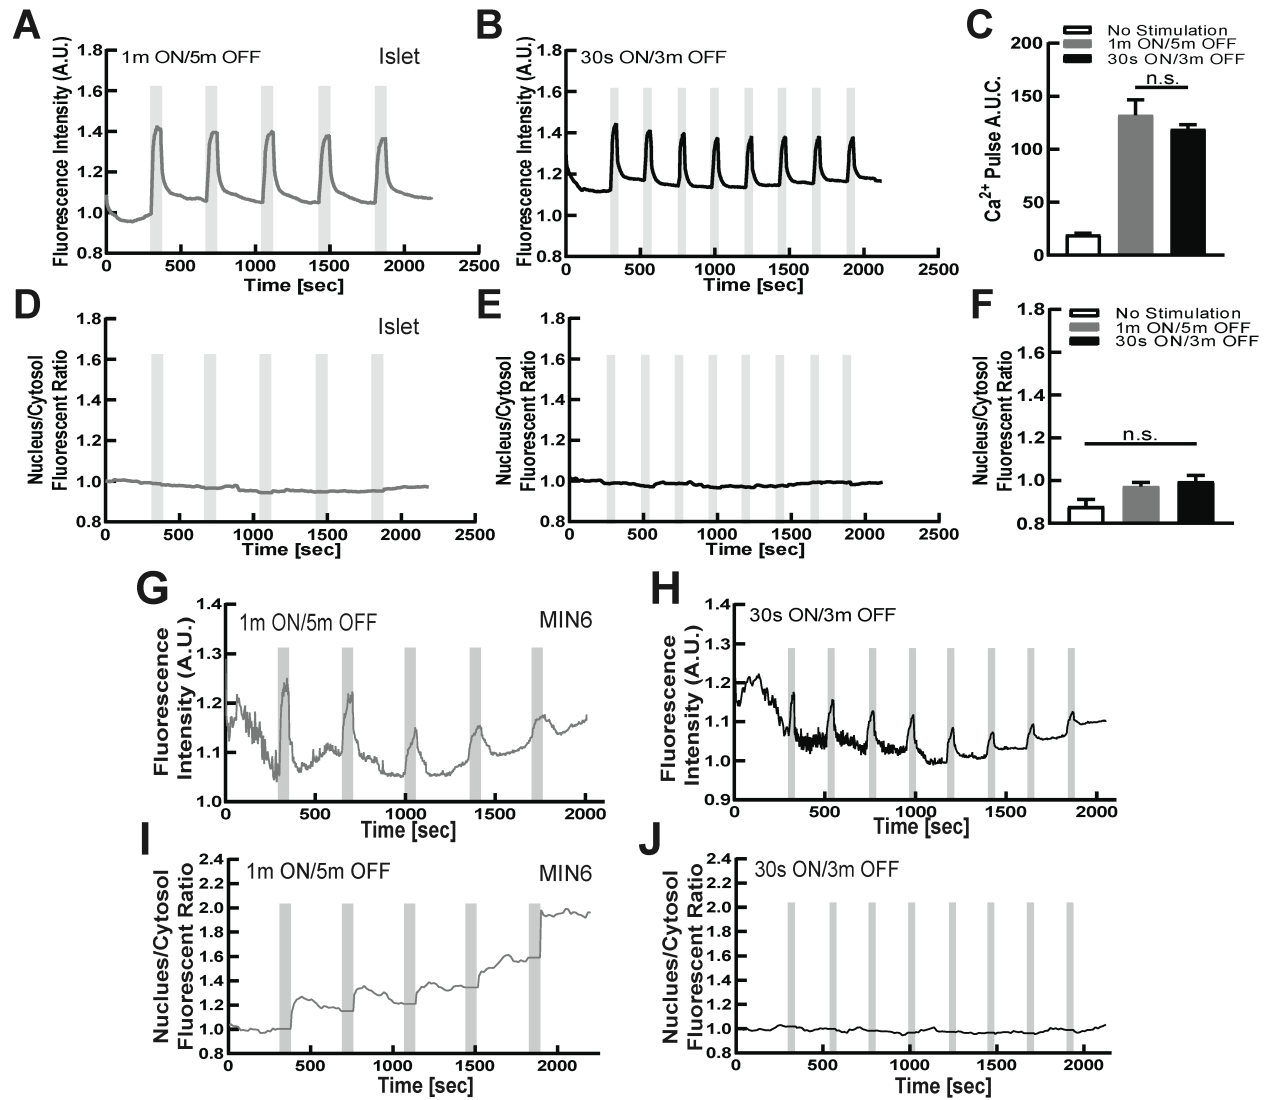 A
1m ON/5m OFF
Islet
Fluorescence Intensity (A.U.)
1.8
1.6
1.4
1.2
1.0
0.8
0
500
1000
1500
2000
2500
Time [sec]
B
30s ON/3m OFF
Fluorescence Intensity (A.U.)
1.8
1.6
1.4
1.2
1.0
0.8
0
500
1000
1500
2000
2500
Time [sec]
C
No Stimulation
1m ON/5m OFF
30s ON/3m OFF
n.s.
Ca2+ Pulse A.U.C.
200
150
100
50
0
D
Islet
Nucleus/Cytosol
Fluorescent Ratio
1.8
1.6
1.4
1.2
1.0
0.8
0
500
1000
1500
2000
2500
Time [sec]
E
Nucleus/Cytosol
Fluorescent Ratio
1.8
1.6
1.4
1.2
1.0
0.8
0
500
1000
1500
2000
2500
Time [sec]
F
No Stimulation
1m ON/5m OFF
30s ON/3m OFF
n.s.
Nucleus/Cytosol
Fluorescent Ratio
1.8
1.6
1.4
1.2
1.0
0.8
G
1m ON/5m OFF
MIN6
Fluorescence
Intensity (A.U.)
1.4
1.3
1.2
1.1
1.0
0
500
1000
1500
2000
Time [sec]
H
30s ON/3m OFF
Fluorescence
Intensity (A.U.)
1.4
1.3
1.2
1.1
1.0
0.9
0
500
1000
1500
2000
Time [sec]
I
1m ON/5m OFF
MIN6
Nuclues/Cytosol
Fluorescent Ratio
2.4
2.2
2.0
1.8
1.6
1.4
1.2
1.0
0.8
0
500
1000
1500
2000
Time [sec]
J
30s ON/3m OFF
Nuclues/Cytosol
Fluorescent Ratio
2.4
2.2
2.0
1.8
1.6
1.4
1.2
1.0
0.8
0
500
1000
1500
2000
Time [sec]